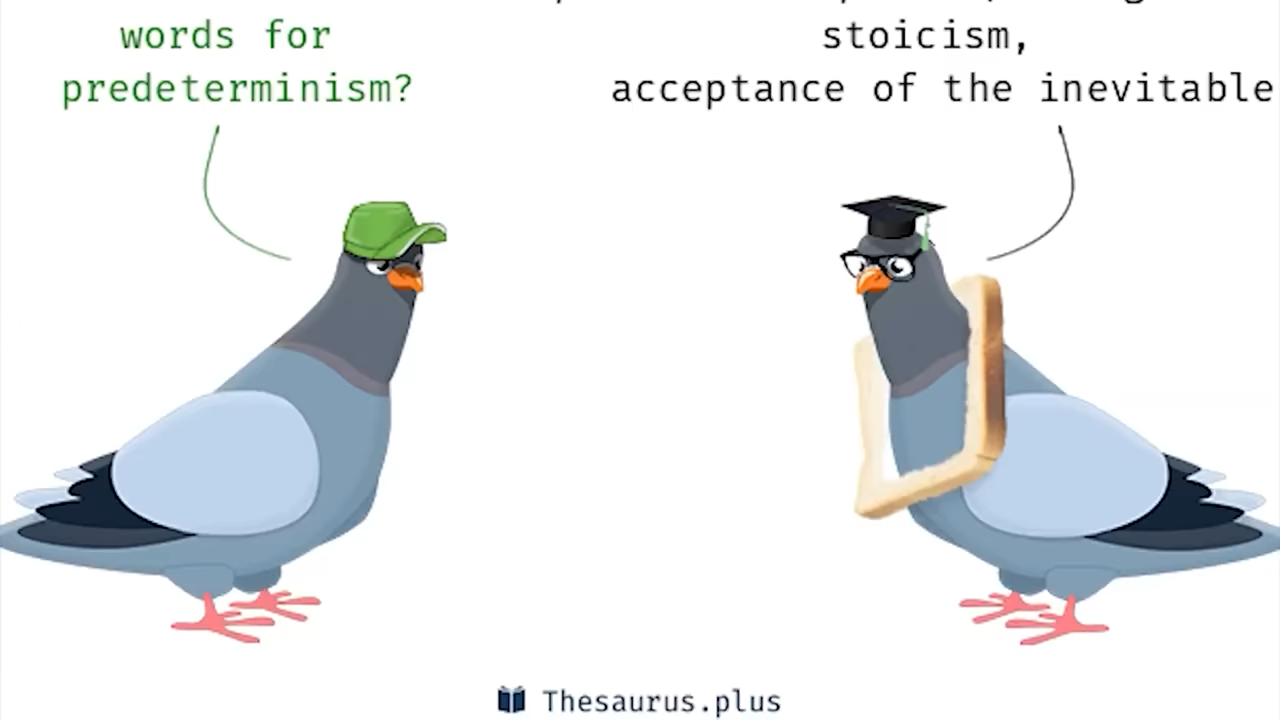 words for
predeterminism?
stoicism,
acceptance of the inevitable
Thesaurus.plus